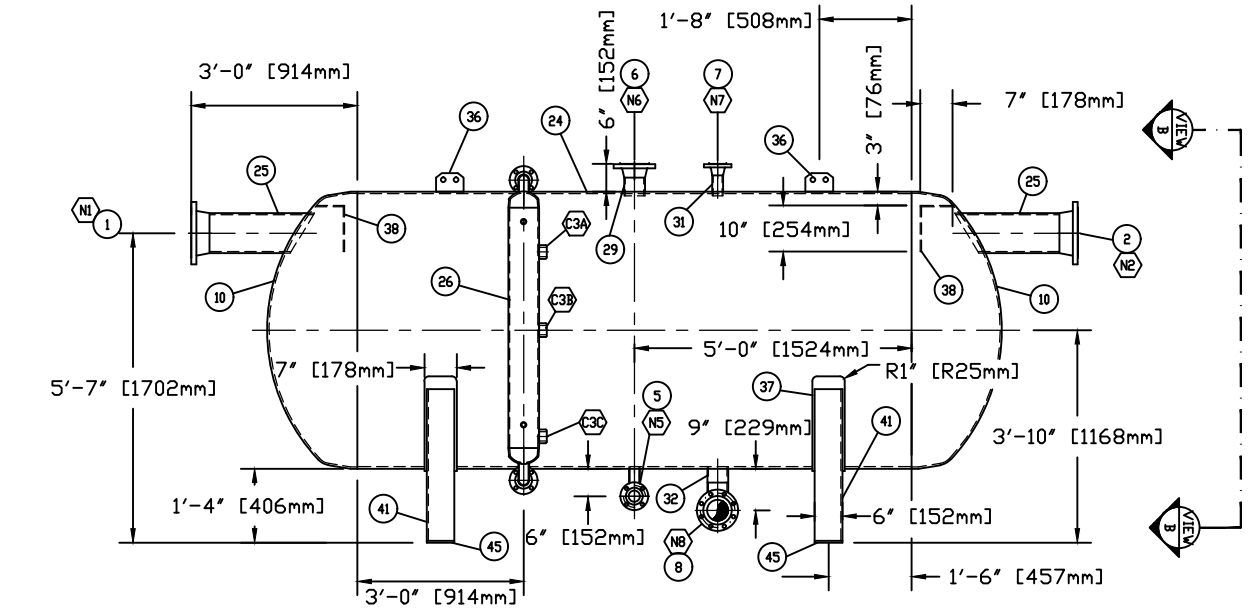 1′-8″ [508mm]
6″ [152mm]
6
7
3′-0″ [914mm]
N6
N7
3″ [76mm]
7″ [178mm]
36
24
36
VIEW
B
25
25
N1
1
C3A
38
29
31
10″ [254mm]
2
N2
10
26
38
10
C3B
5′-0″ [1524mm]
7″ [178mm]
R1″ [R25mm]
5′-7″ [1702mm]
5
37
C3C
N5
9″ [229mm]
41
3′-10″ [1168mm]
1′-4″ [406mm]
41
32
6″ [152mm]
45
6″ [152mm]
N8
8
45
VIEW
B
3′-0″ [914mm]
1′-6″ [457mm]